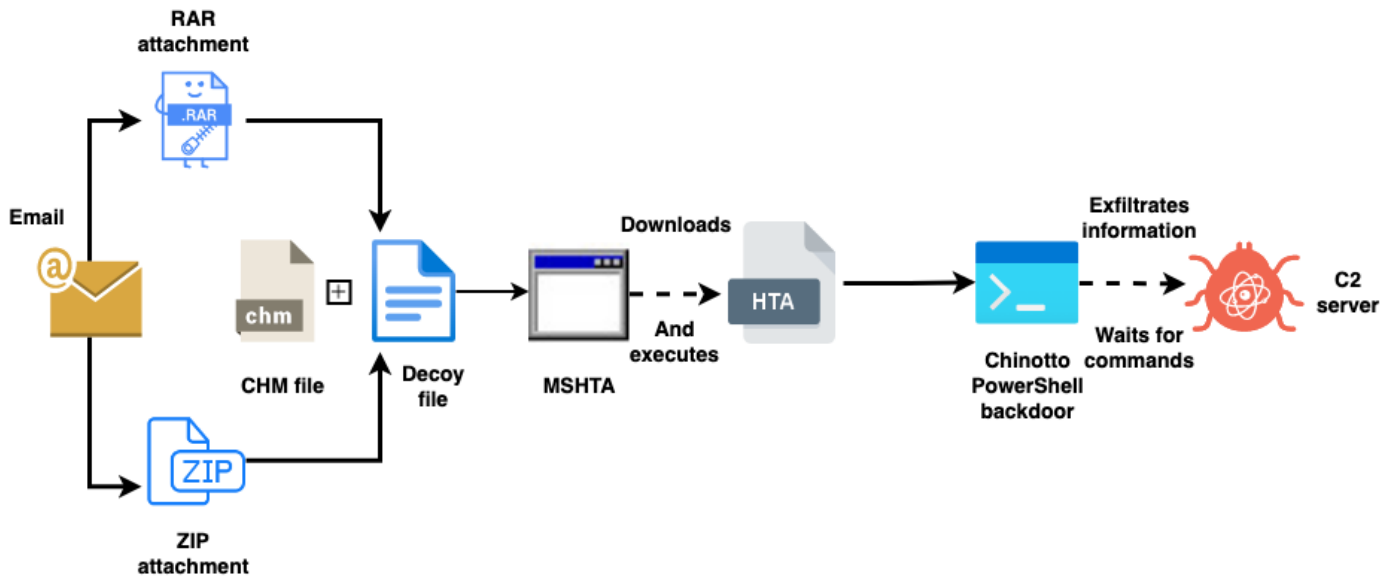 RAR
attachment
.RAR
Email
@
chm
CHM file
Decoy
file
MSHTA
Downloads
And
executes
HTA
Chinotto
PowerShell
backdoor
Exfiltrates
information
Waits for
commands
C2
server
ZIP
ZIP
attachment